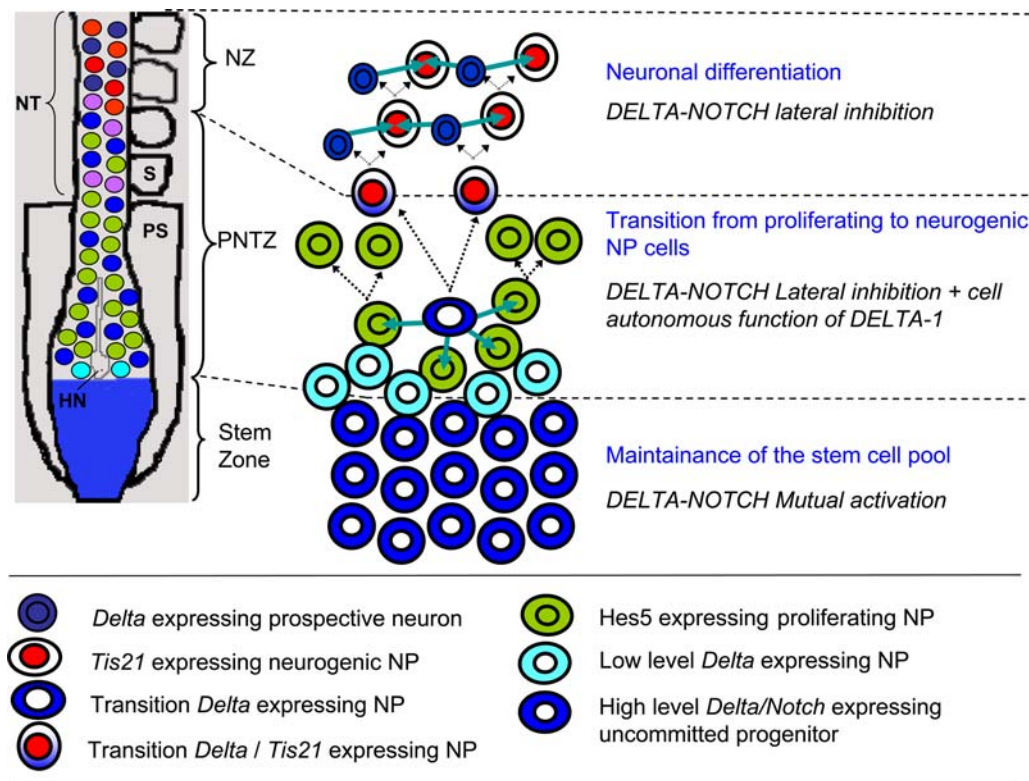 NZ
NT
S
PS
PNTZ
HN
Stem
Zone
Neuronal differentiation
DELTA-NOTCH lateral inhibition
Transition from proliferating to neurogenic
NP cells
DELTA-NOTCH Lateral inhibition + cell
autonomous function of DELTA-1
Maintainance of the stem cell pool
DELTA-NOTCH Mutual activation
Delta expressing prospective neuron
Tis21 expressing neurogenic NP
Transition Delta expressing NP
Transition Delta / Tis21 expressing NP
Hes5 expressing proliferating NP
Low level Delta expressing NP
High level Delta/Notch expressing
uncommitted progenitor